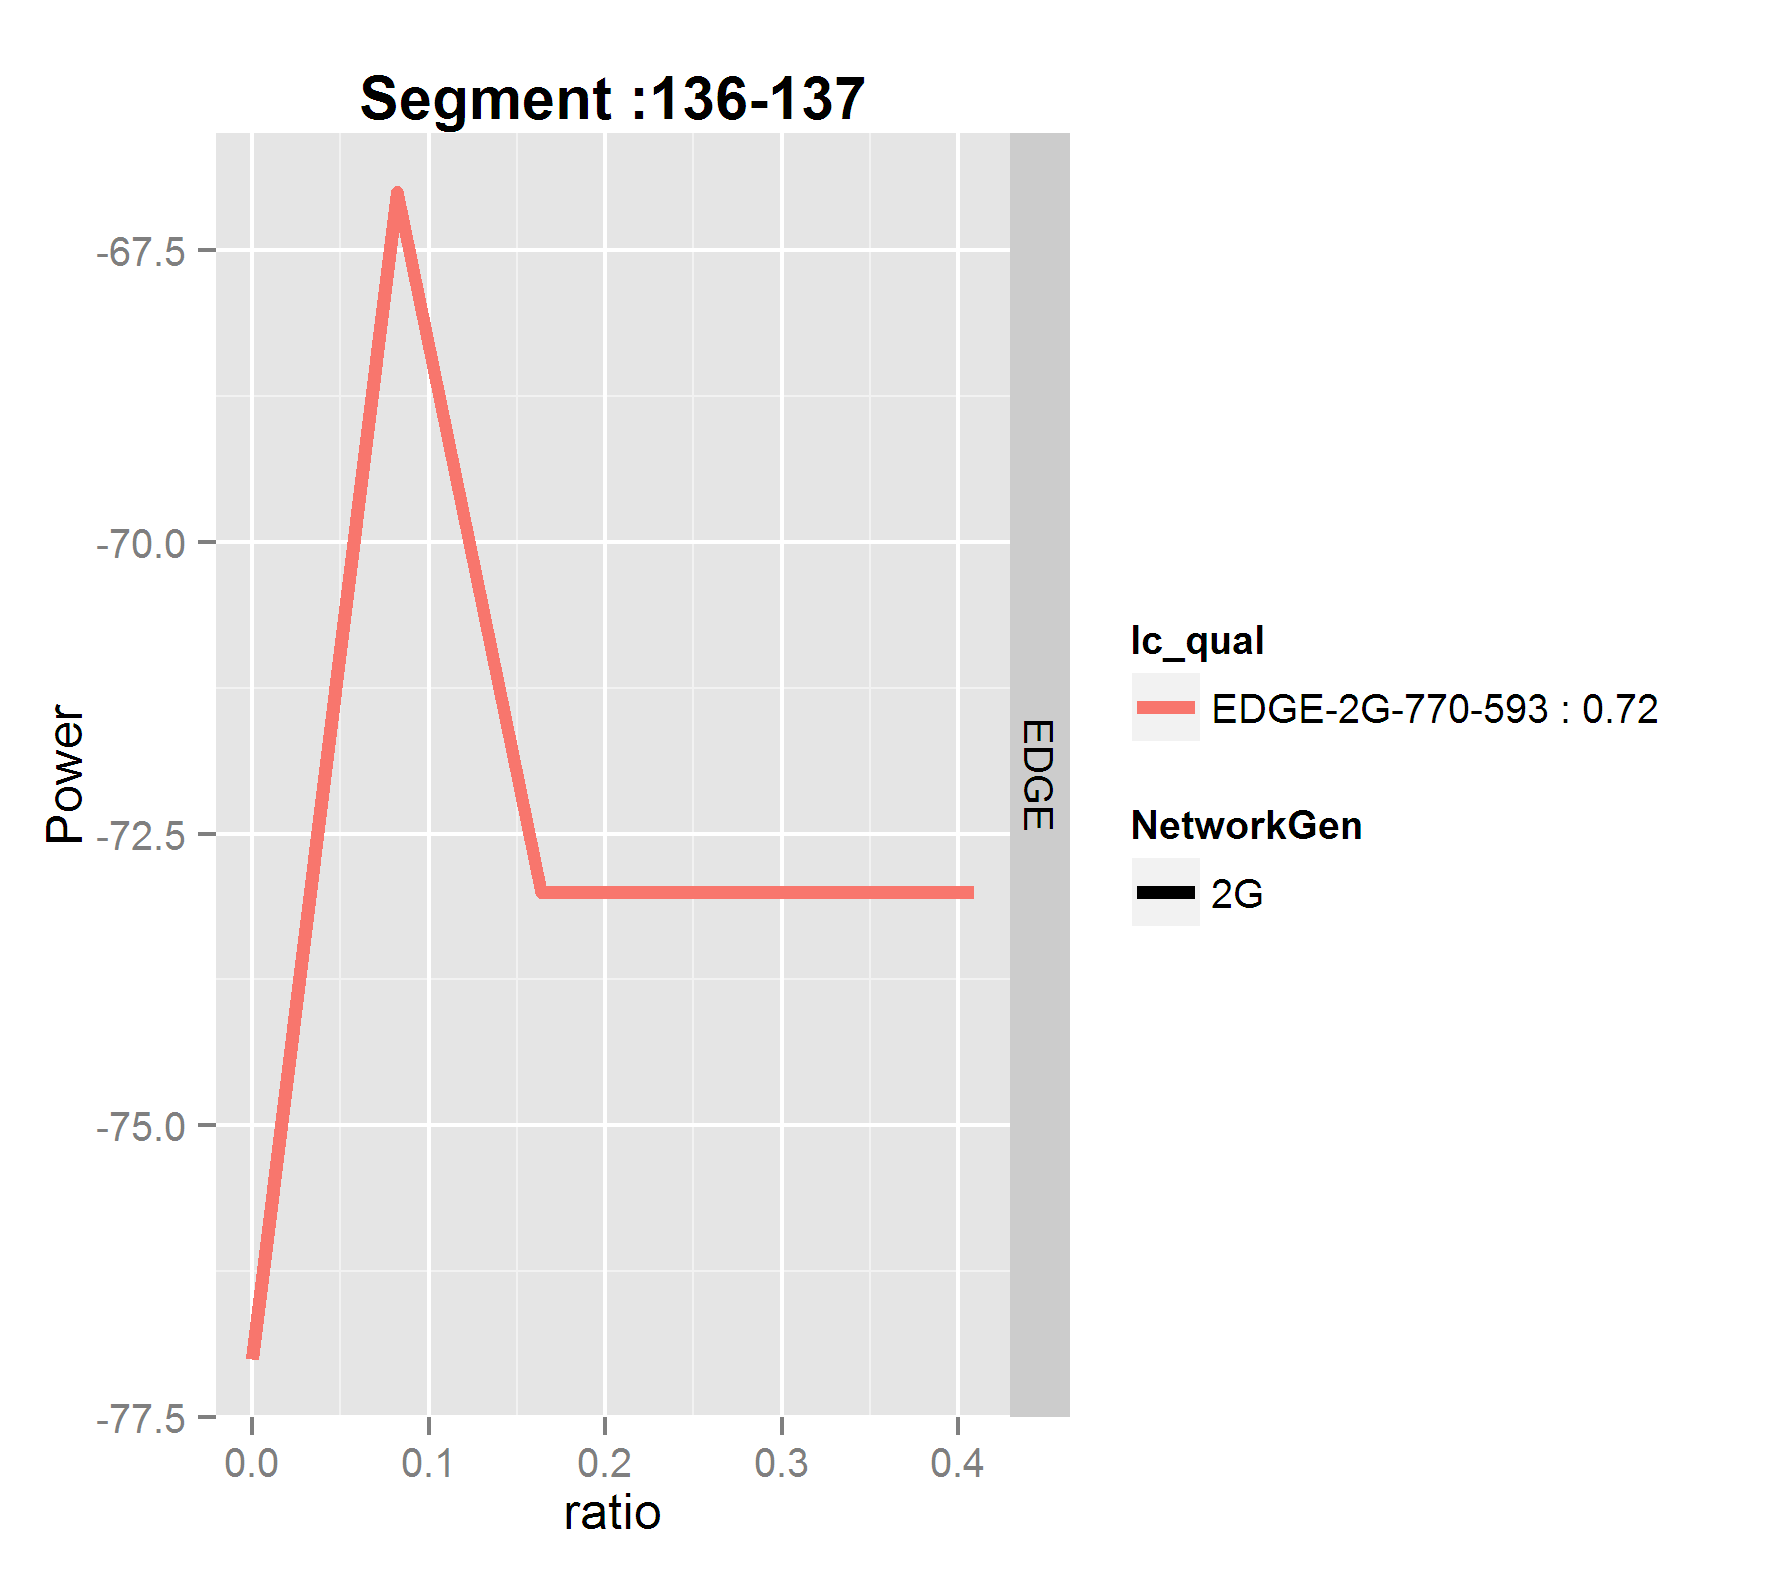 Segment :136-137
-67.5
-70.0
-72.5
-75.0
-77.5
Power
0.0 0.1 0.2 0.3 0.4
ratio
EDGE
lc_qual
EDGE-2G-770-593 : 0.72
NetworkGen
2G